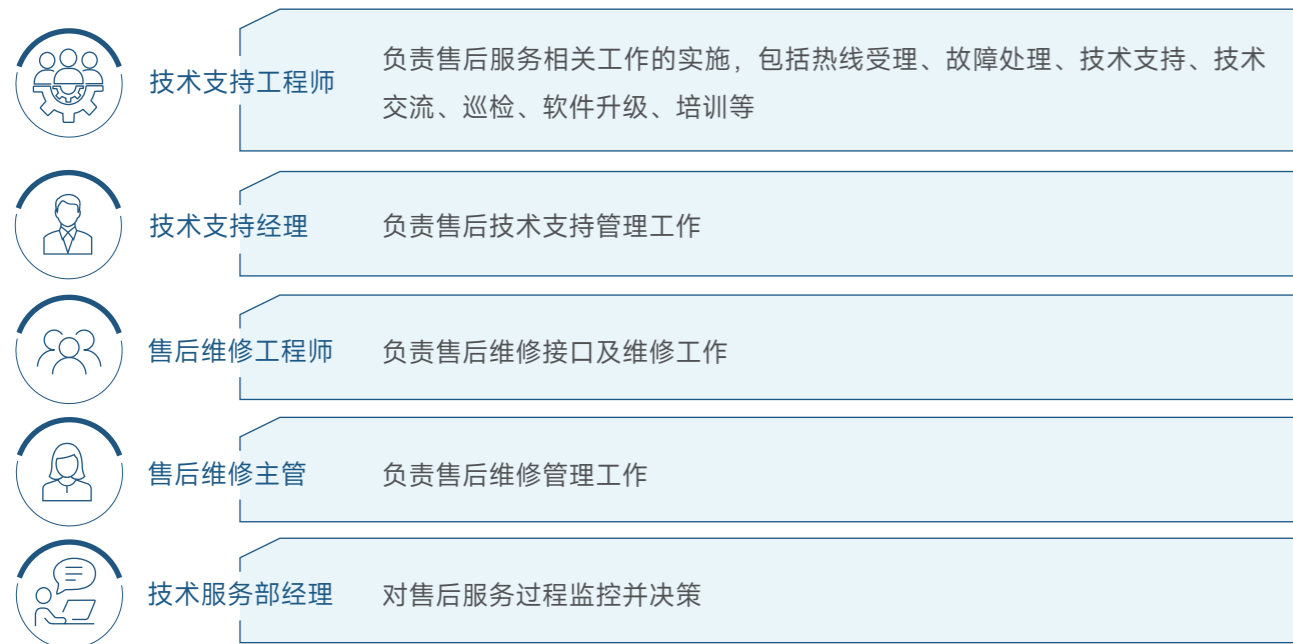 技术支持工程师
负责售后服务相关工作的实施，包括热线受理、故障处理、技术支持、技术
交流、巡检、软件升级、培训等
技术支持经理
负责售后技术支持管理工作
售后维修工程师
负责售后维修接口及维修工作
售后维修主管
负责售后维修管理工作
技术服务部经理
对售后服务过程监控并决策